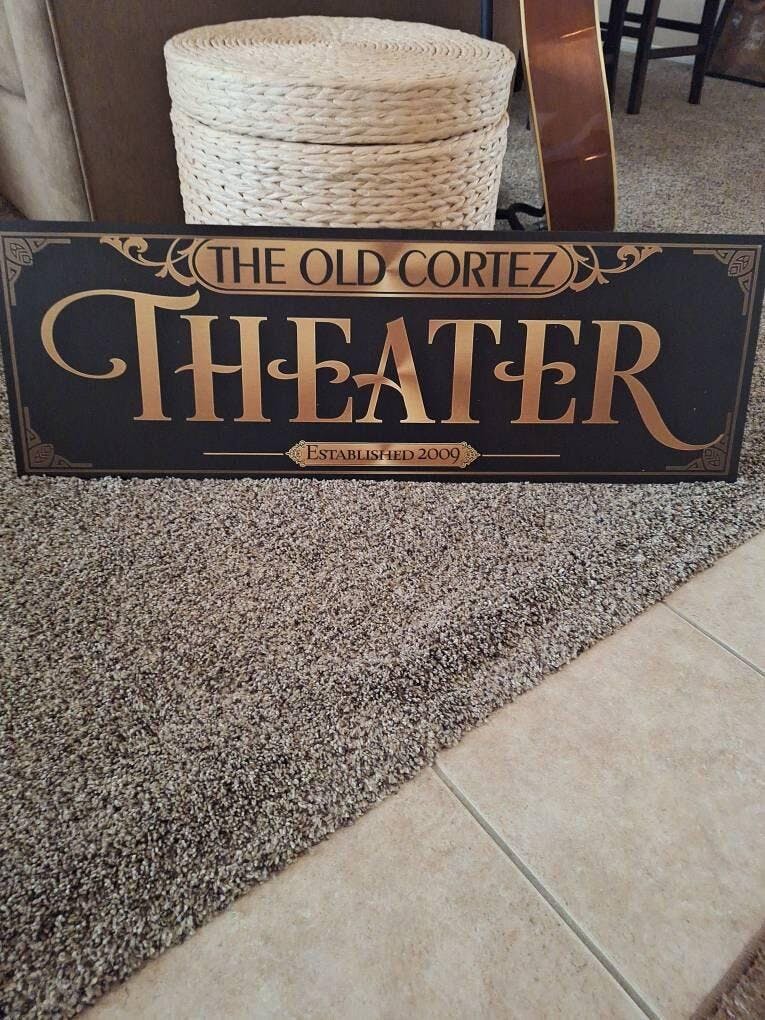 THE OLD CORTEZ
THEATER
ESTABLISHED 2009